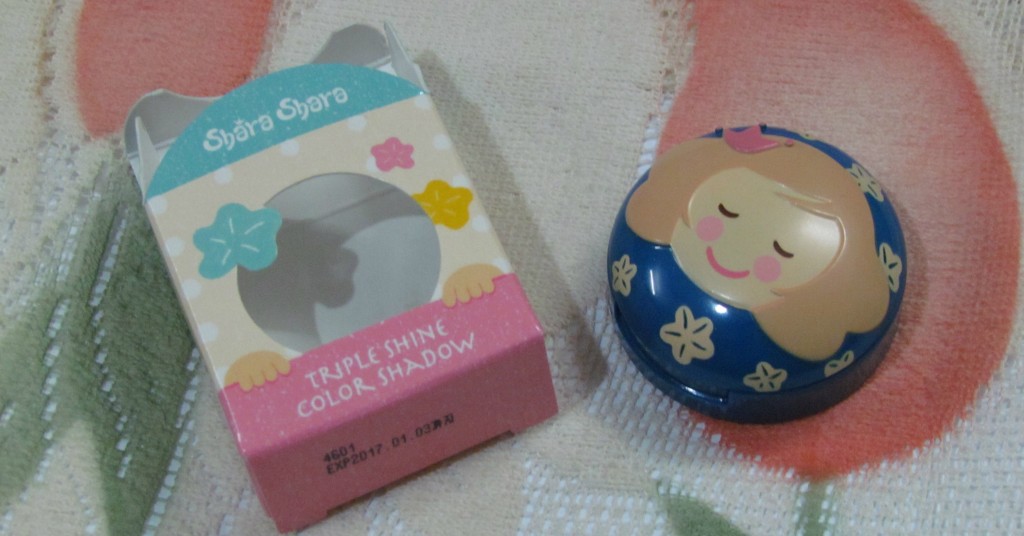 Shara Shara
TRIPLE SHINE
COLOR SHADOW
4601
EXP2017.01.03까지